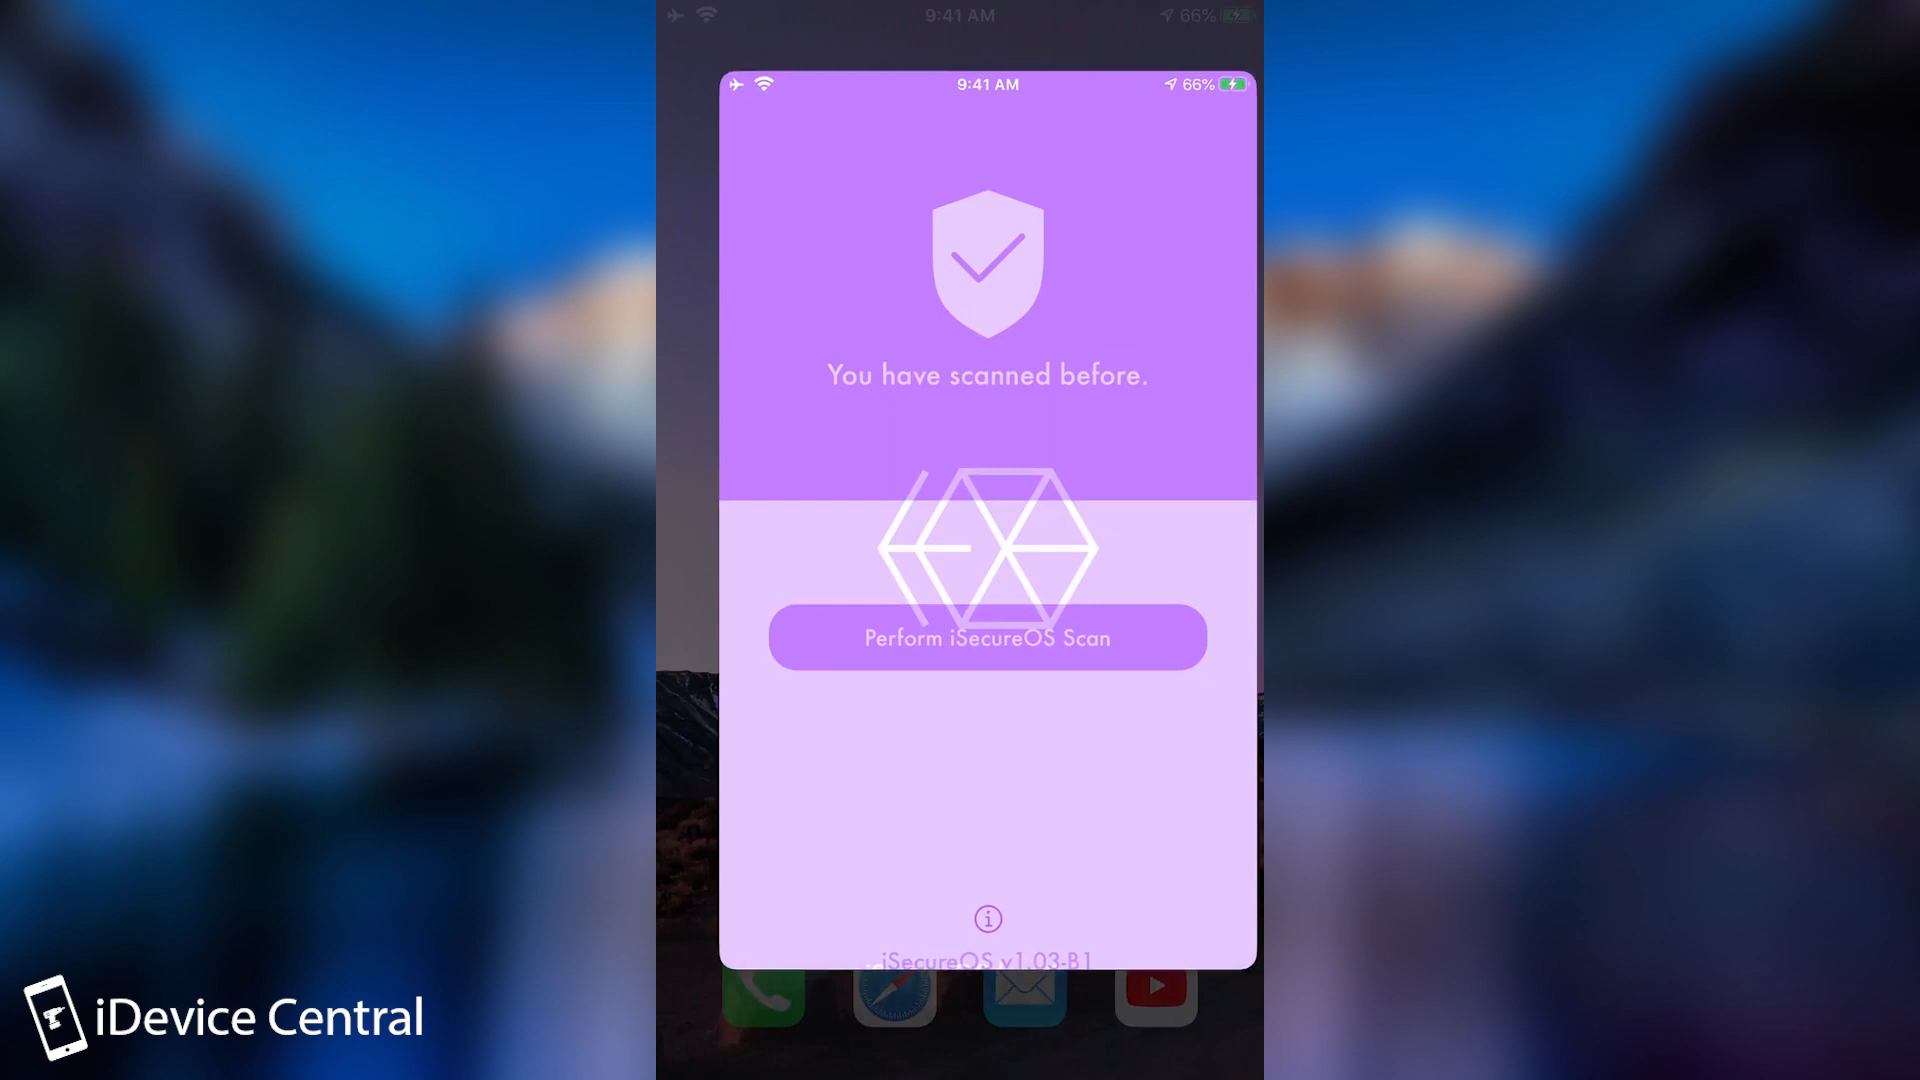 9:41 AM
66%
9:41 AM
66%
You have scanned before.
Perform iSecureOS Scan
iSecureOS v1.03-B1
iDevice Central